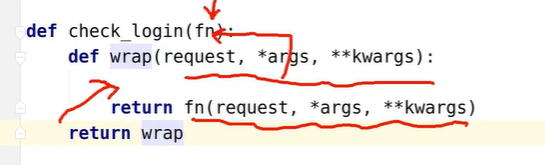 def check_login(fn):
    def wrap(request, *args, **kwargs):
        return fn(request, *args, **kwargs)
    return wrap